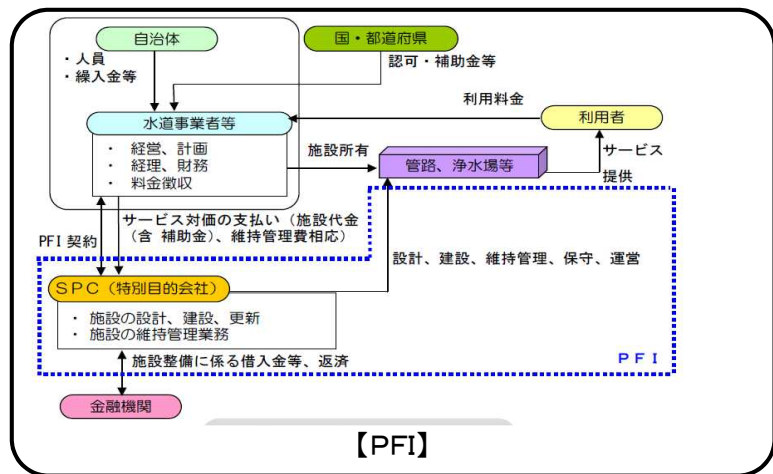 自治体
国・都道府県
・人員
・繰入金等
認可・補助金等
利用料金
水道事業者等
利用者
・ 経営、計画
・ 経理、財務
・ 料金徴収
施設所有
管路、浄水場等
サービス
提供
サービス対価の支払い（施設代金
（含 補助金）、維持管理費相応）
PFI 契約
設計、建設、維持管理、保守、運営
ＳＰＣ（特別目的会社）
・ 施設の設計、建設、更新
・ 施設の維持管理業務
ＰＦＩ
施設整備に係る借入金等、返済
金融機関
【PFI】